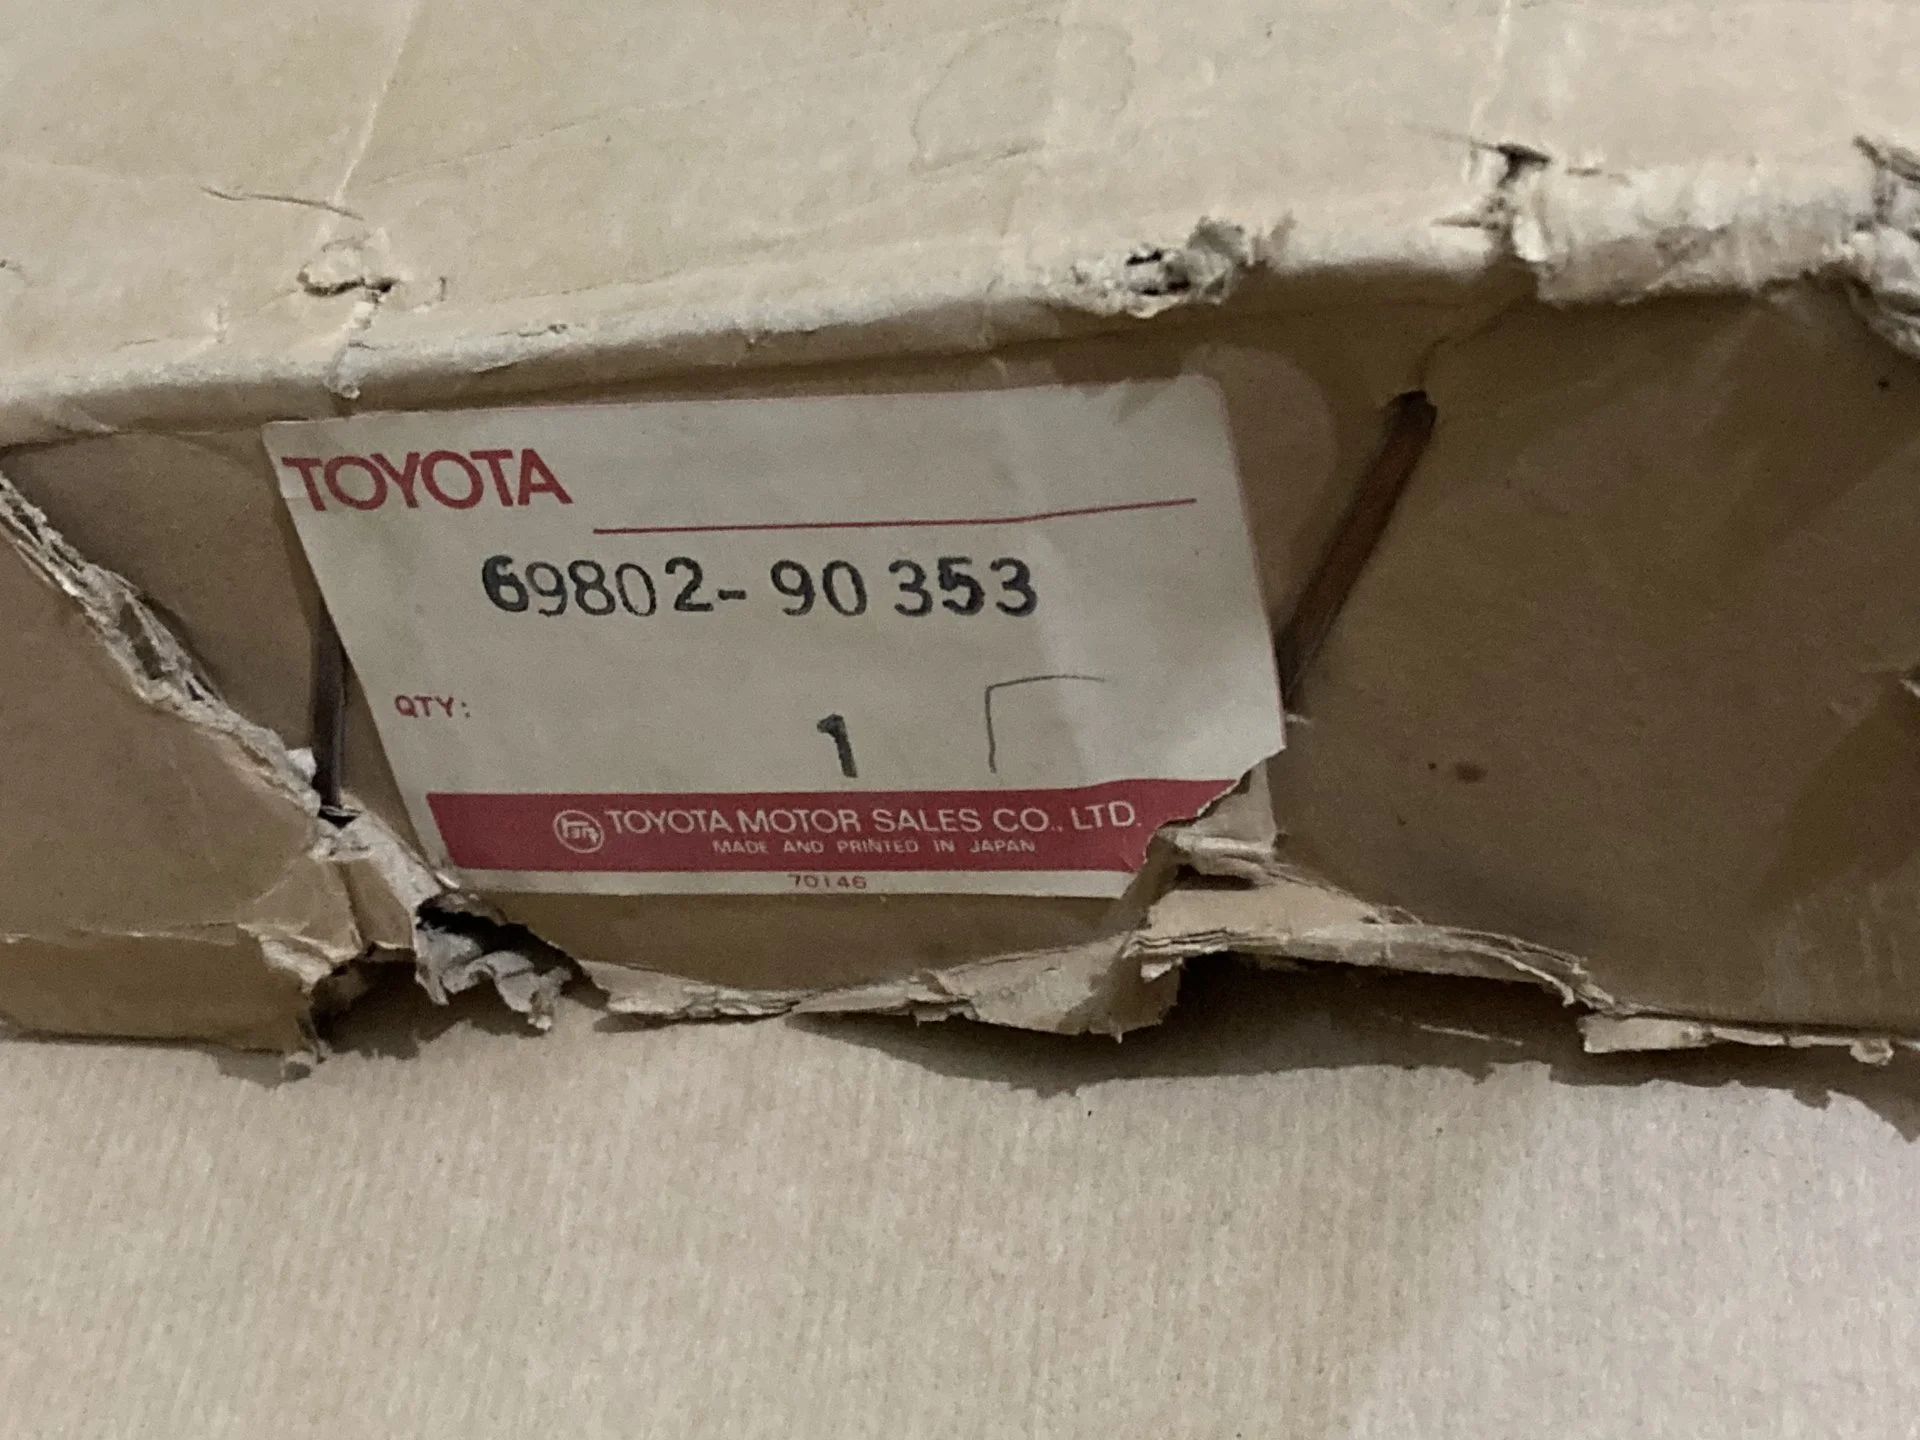 TOYOTA
69802-90353
QTY:
1
TOYOTA MOTOR SALES CO., LTD.
MADE AND PRINTED IN JAPAN
70146